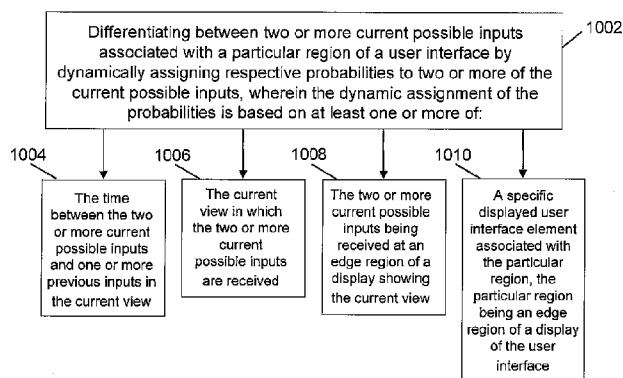 Differentiating between two or more current possible inputs
associated with a particular region of a user interface by
dynamically assigning respective probabilities to two or more of the
current possible inputs, wherein the dynamic assignment of the
probabilities is based on at least one or more of:
1002
1004
The time
between the two
or more current
possible inputs
and one or more
previous inputs in
the current view
1006
The current
view in which
the two or more
current
possible inputs
are received
1008
The two or more
current possible
inputs being
received at an
edge region of a
display showing
the current view
1010
A specific
displayed user
interface element
associated with
the particular
region, the
particular region
being an edge
region of a display
of the user
interface